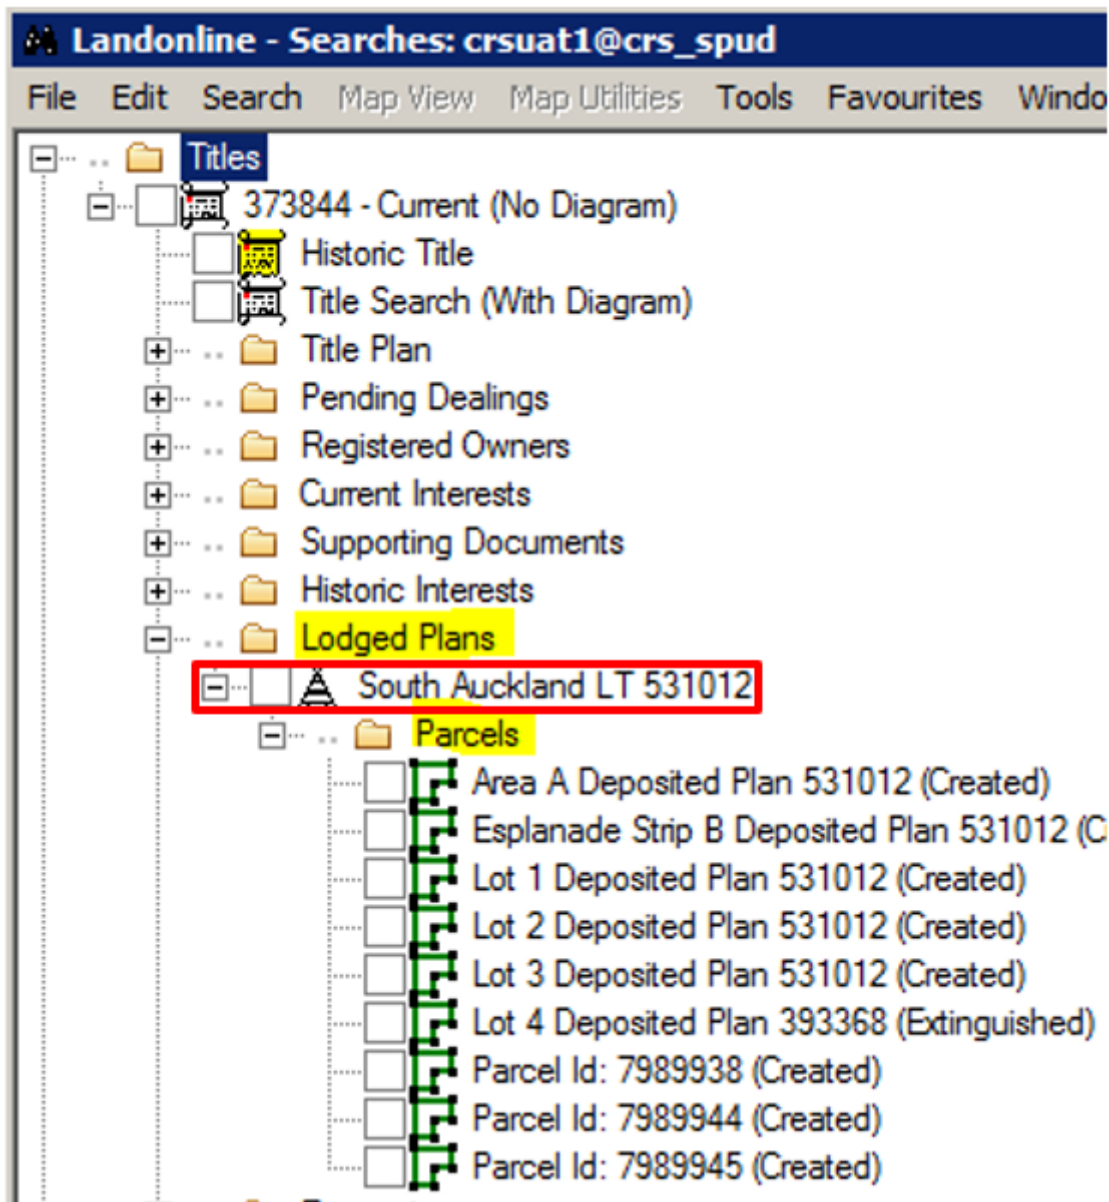 Landonline - Searches: crsuat1@crs_spud
File Edit Search Map View Map Utilities Tools Favourites Windo
Titles
373844 - Current (No Diagram)
Historic Title
Title Search (With Diagram)
Title Plan
Pending Dealings
Registered Owners
Current Interests
Supporting Documents
Historic Interests
Lodged Plans
South Auckland LT 531012
Parcels
Area A Deposited Plan 531012 (Created)
Esplanade Strip B Deposited Plan 531012 (C
Lot 1 Deposited Plan 531012 (Created)
Lot 2 Deposited Plan 531012 (Created)
Lot 3 Deposited Plan 531012 (Created)
Lot 4 Deposited Plan 393368 (Extinguished)
Parcel Id: 7989938 (Created)
Parcel Id: 7989944 (Created)
Parcel Id: 7989945 (Created)